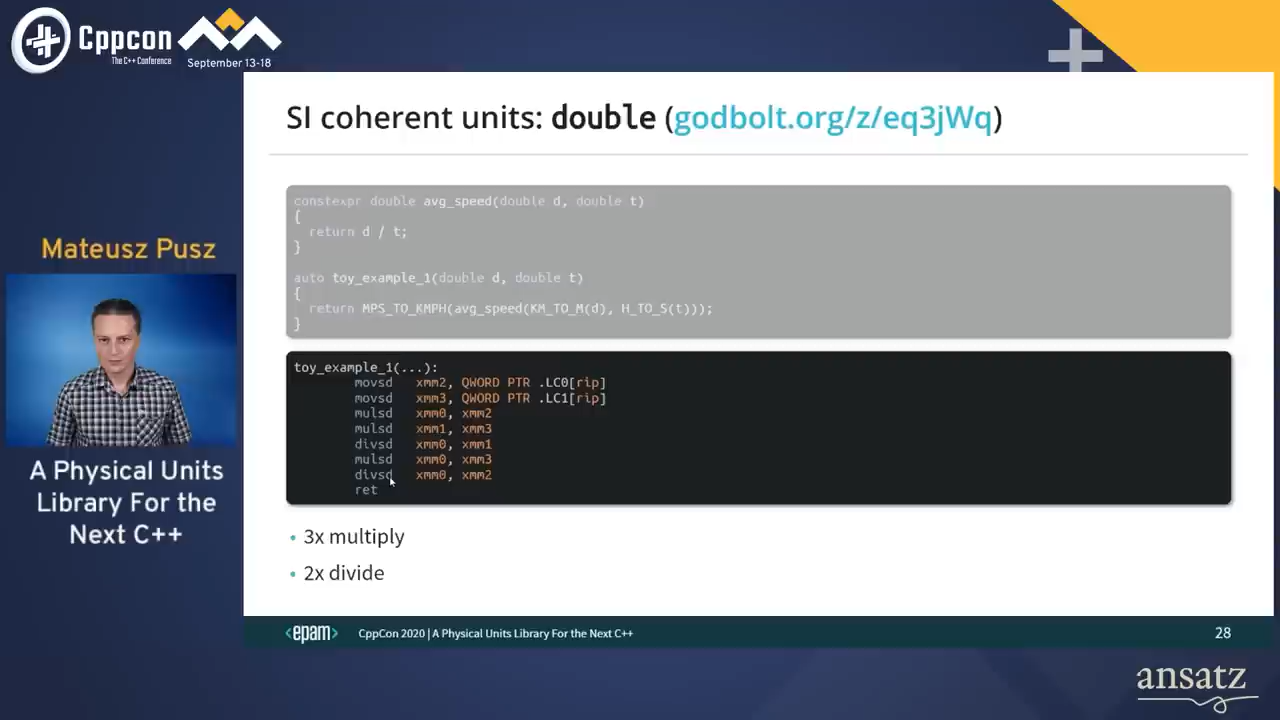 Cppcon
The C++ Conference
September 13-18
SI coherent units: double (godbolt.org/z/eq3jWq)
constexpr double avg_speed(double d, double t)
{
return d / t;
}
auto toy_example_1(double d, double t)
{
return MPS_TO_KMPH(avg_speed(KM_TO_M(d), H_TO_S(t)));
}
Mateusz Pusz
A Physical Units
Library For the
Next C++
toy_example_1(...):
movsd xmm2, QWORD PTR .LC0[rip]
movsd xmm3, QWORD PTR .LC1[rip]
mulsd xmm0, xmm2
mulsd xmm1, xmm3
divsd xmm0, xmm1
mulsd xmm0, xmm3
divsd xmm0, xmm2
ret
• 3x multiply
• 2x divide
<epam> CppCon 2020 | A Physical Units Library For the Next C++ 28
ansatz